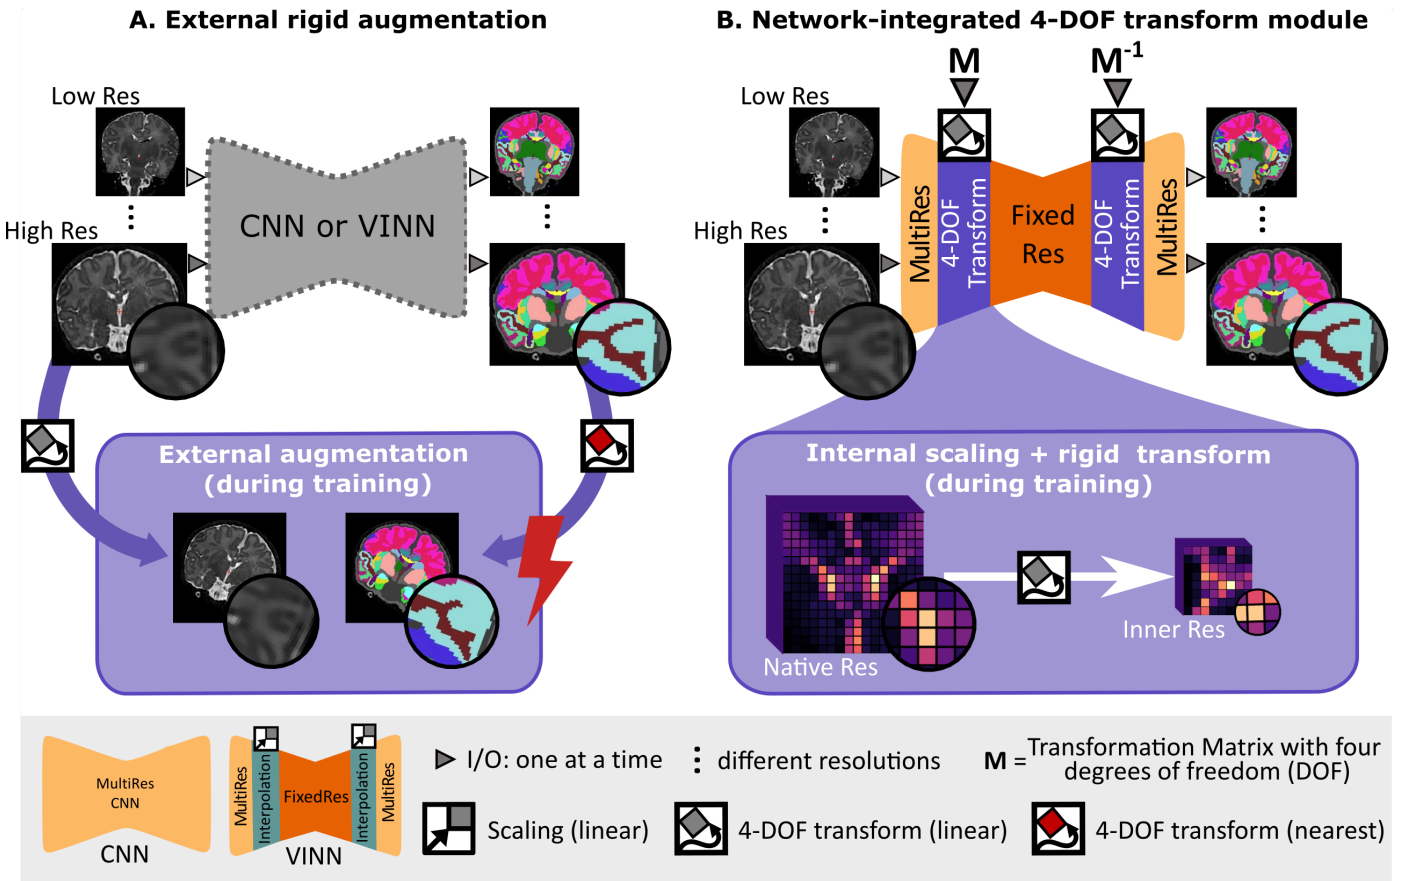 A. External rigid augmentation
Low Res
High Res
CNN or VINN
External augmentation
(during training)
B. Network-integrated 4-DOF transform module
M
M-1
Low Res
High Res
MultiRes
4-DOF
Transform
Fixed
Res
4-DOF
Transform
MultiRes
Internal scaling + rigid transform
(during training)
Native Res
Inner Res
MultiRes
CNN
CNN
MultiRes
Interpolation
FixedRes
Interpolation
MultiRes
VINN
I/O: one at a time
different resolutions
M = Transformation Matrix with four
degrees of freedom (DOF)
Scaling (linear)
4-DOF transform (linear)
4-DOF transform (nearest)